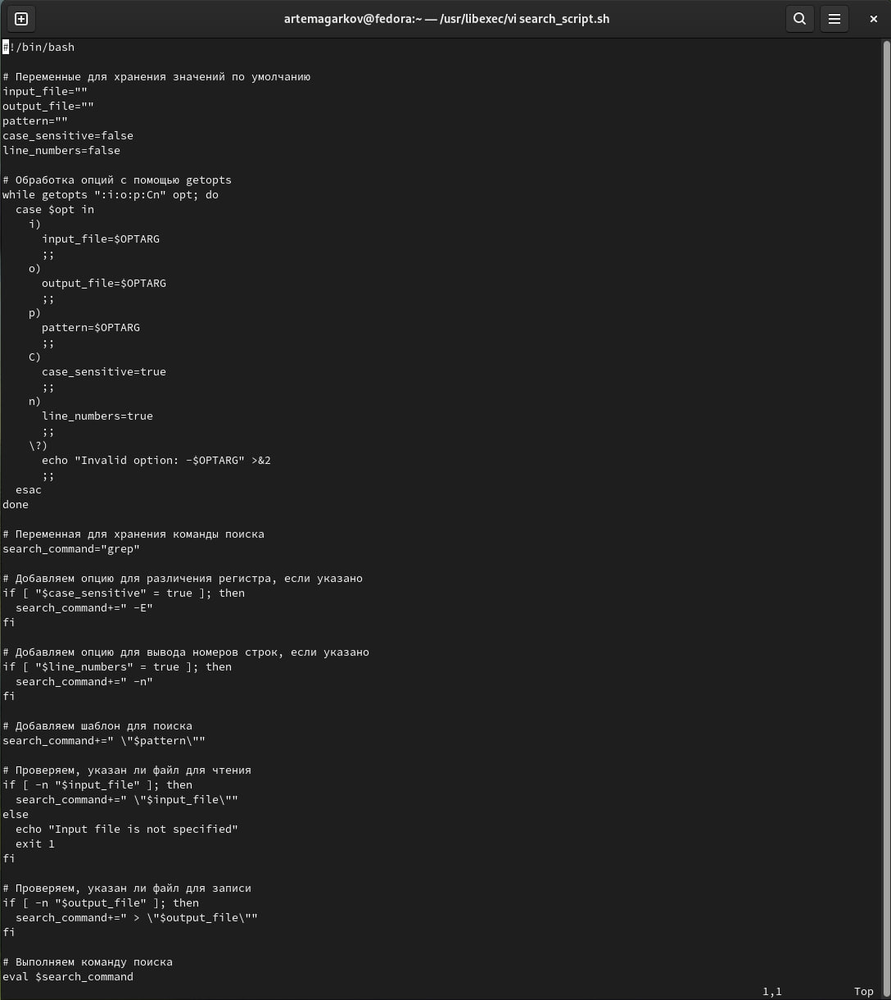 artemagarkov@fedora:~ — /usr/libexec/vi search_script.sh
#!/bin/bash

# Переменные для хранения значений по умолчанию
input_file=""
output_file=""
pattern=""
case_sensitive=false
line_numbers=false

# Обработка опций с помощью getopts
while getopts ":i:o:p:Cn" opt; do
  case $opt in
    i)
      input_file=$OPTARG
      ;;
    o)
      output_file=$OPTARG
      ;;
    p)
      pattern=$OPTARG
      ;;
    C)
      case_sensitive=true
      ;;
    n)
      line_numbers=true
      ;;
    \?)
      echo "Invalid option: -$OPTARG" >&2
      ;;
  esac
done

# Переменная для хранения команды поиска
search_command="grep"

# Добавляем опцию для различения регистра, если указано
if [ "$case_sensitive" = true ]; then
  search_command+=" -E"
fi

# Добавляем опцию для вывода номеров строк, если указано
if [ "$line_numbers" = true ]; then
  search_command+=" -n"
fi

# Добавляем шаблон для поиска
search_command+=" \"$pattern\""

# Проверяем, указан ли файл для чтения
if [ -n "$input_file" ]; then
  search_command+=" \"$input_file\""
else
  echo "Input file is not specified"
  exit 1
fi

# Проверяем, указан ли файл для записи
if [ -n "$output_file" ]; then
  search_command+=" > \"$output_file\""
fi

# Выполняем команду поиска
eval $search_command
1,1 Top